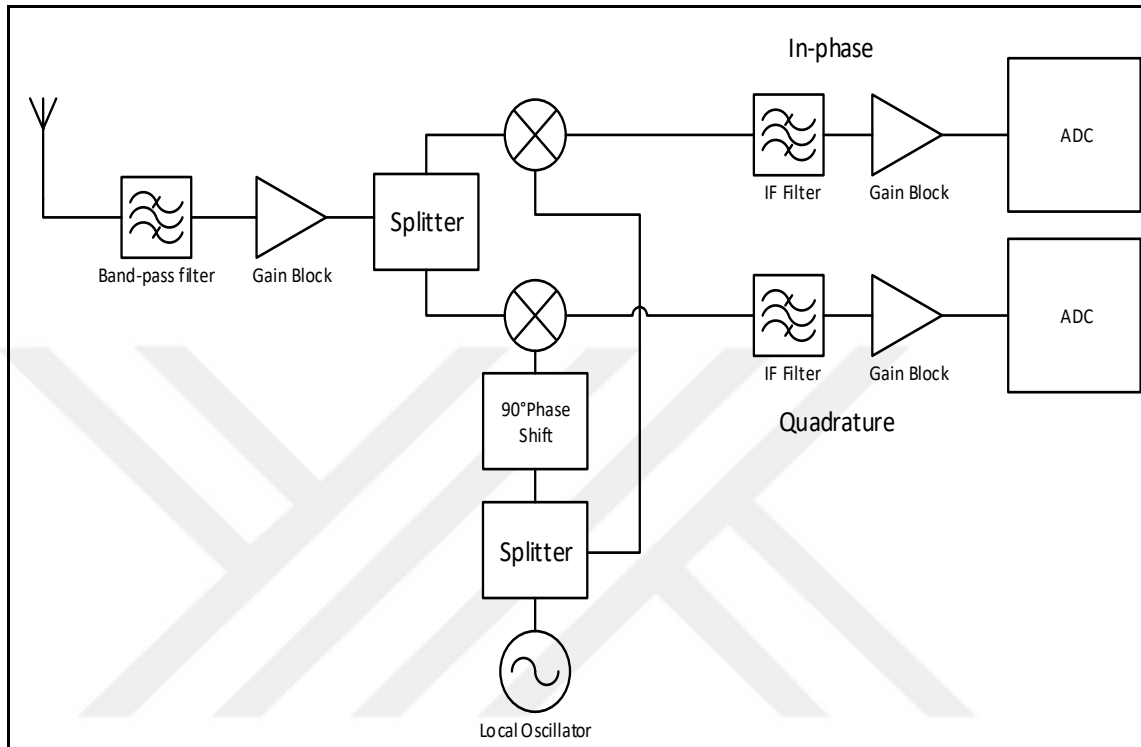 In-phase
ADC
IF Filter
Gain Block
Splitter
Band-pass filter
Gain Block
ADC
IF Filter
Gain Block
90°Phase
Shift
Quadrature
Splitter
Local Oscillator